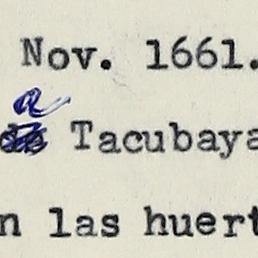 Nov. 1661.
a
de Tacubaya
n las huert